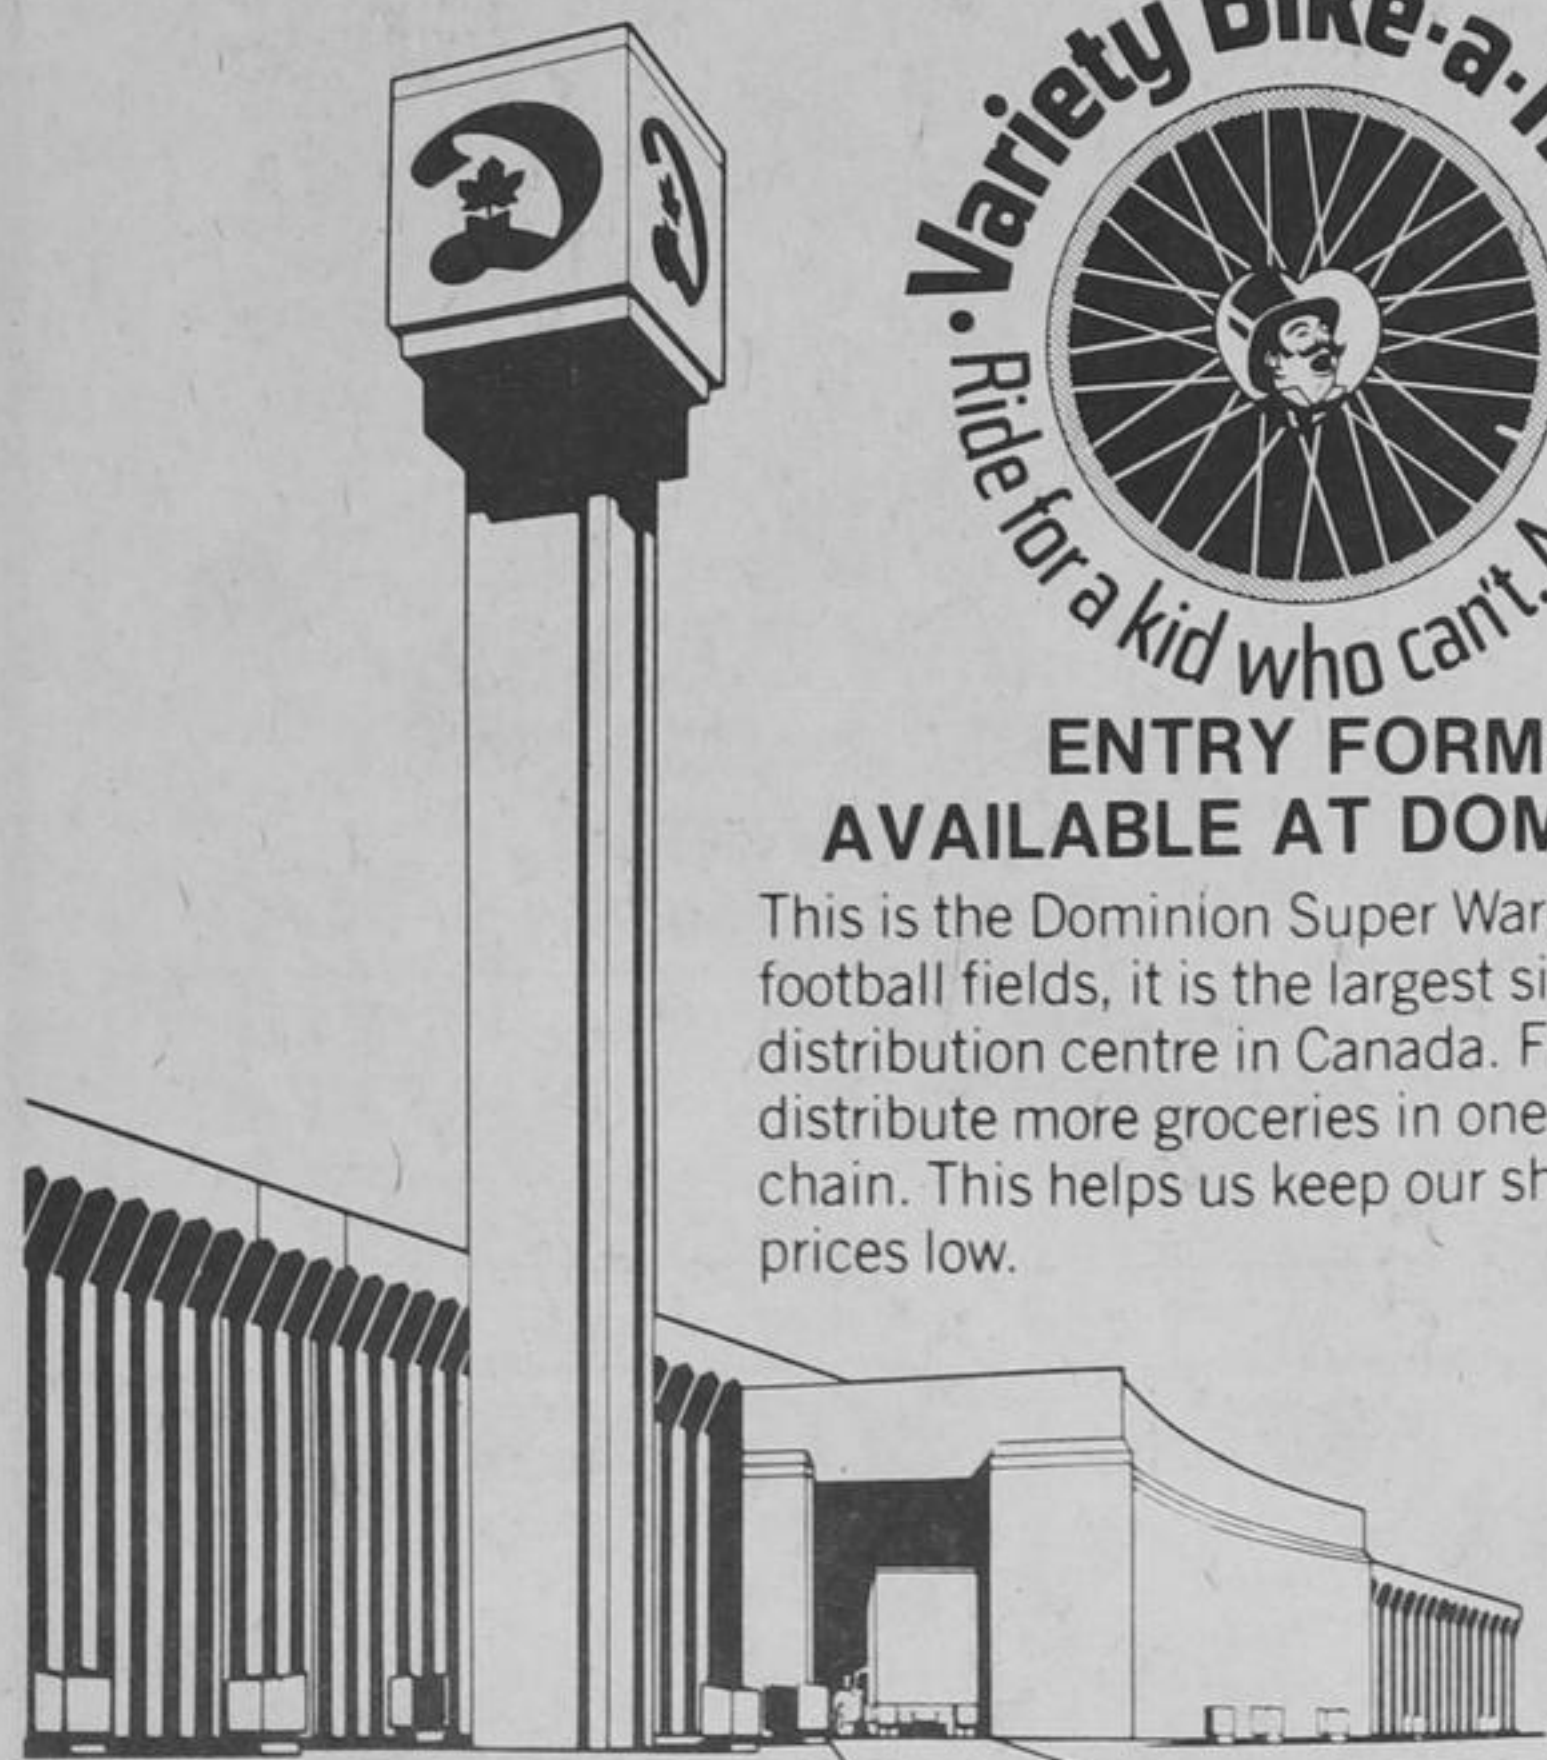 • Variety Bike-a-
Ride for a kid who can't.
ENTRY FORM
AVAILABLE AT DOM
This is the Dominion Super War
football fields, it is the largest si
distribution centre in Canada. F
distribute more groceries in one
chain. This helps us keep our sh
prices low.